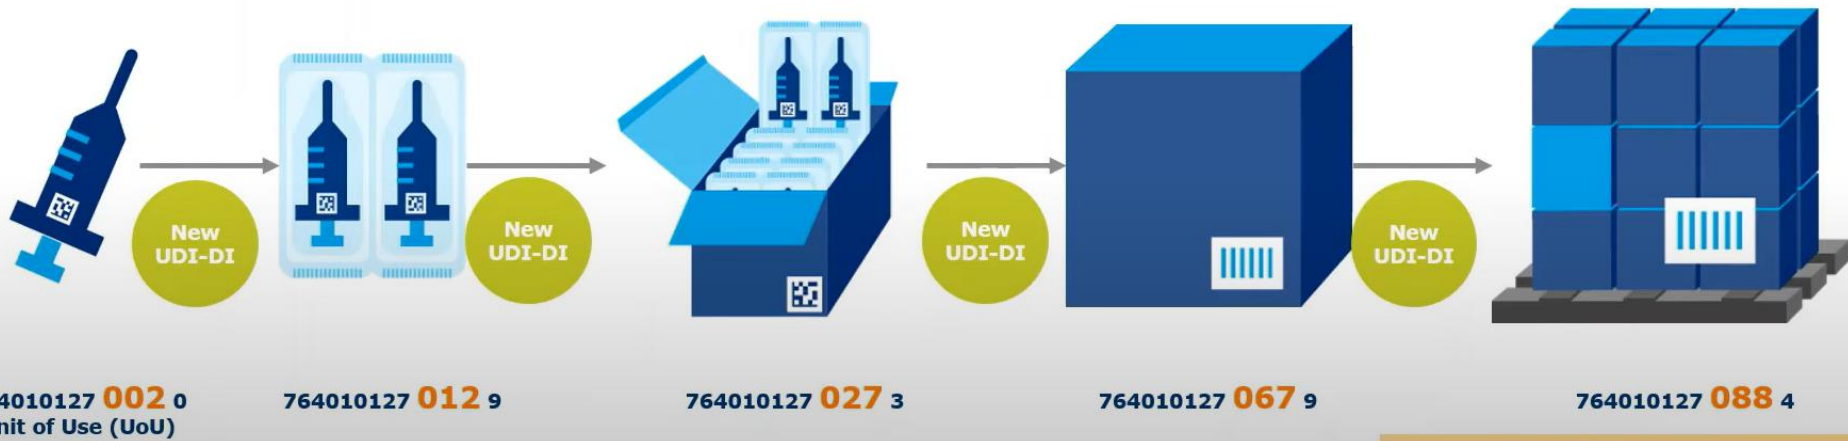 New
UDI-DI
New
UDI-DI
New
UDI-DI
New
UDI-DI
4010127 002 0
nit of Use (UoU)
764010127 012 9
764010127 027 3
764010127 067 9
764010127 088 4